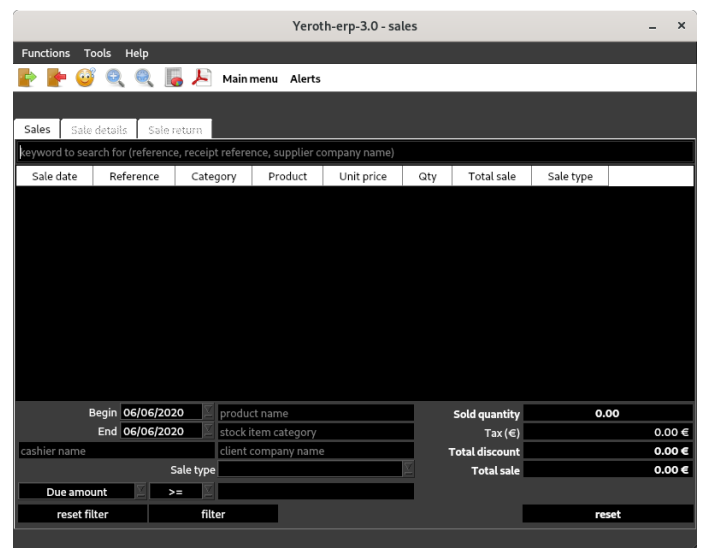 Yeroth-erp-3.0 - sales
Functions Tools Help
Main menu Alerts
Sales Sale details Sale return
keyword to search for (reference, receipt reference, supplier company name)
Sale date Reference Category Product Unit price Qty Total sale Sale type
Begin 06/06/2020 product name Sold quantity 0.00
End 06/06/2020 stock item category Tax (€) 0.00 €
cashier name client company name Total discount 0.00 €
Sale type Total sale 0.00 €
Due amount >=
reset filter filter reset